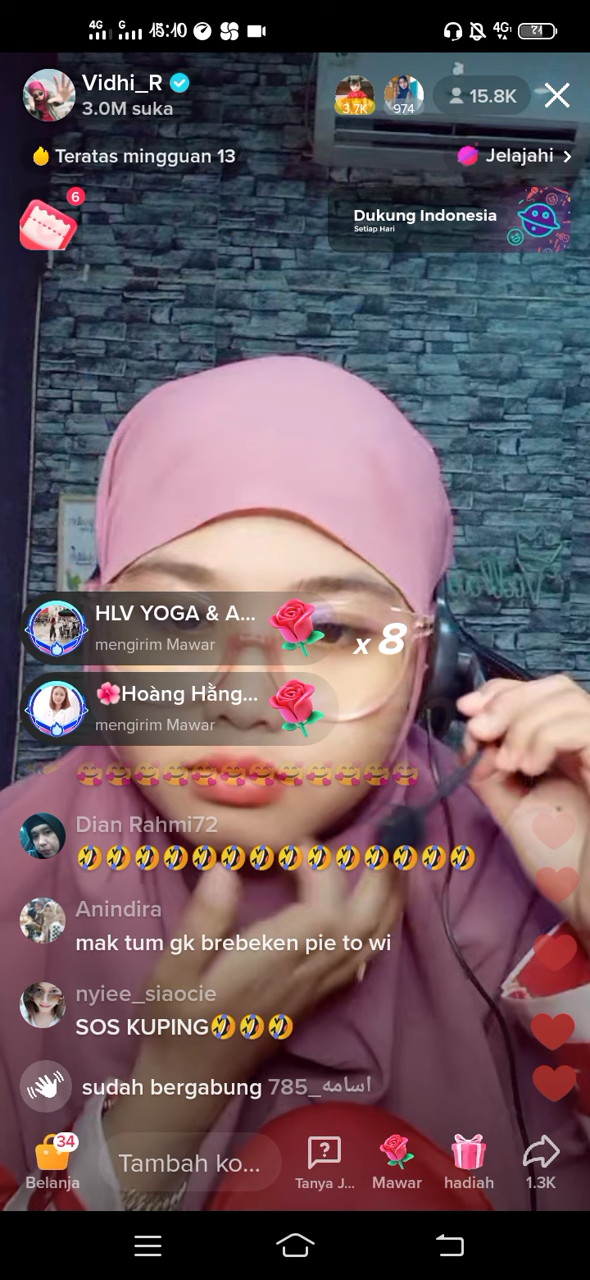 4G G 15:10 4G 71
Vidhi_R
3.0M suka
3.7K 974 15.8K
Teratas mingguan 13
Jelajahi >
6
Dukung Indonesia
Setiap Hari
HLV YOGA & A...
mengirim Mawar
x 8
🌺Hoàng Hằng...
mengirim Mawar
🥰🥰🥰🥰🥰🥰🥰🥰🥰🥰🥰🥰
Dian Rahmi72
🤣🤣🤣🤣🤣🤣🤣🤣🤣🤣🤣🤣🤣🤣
Anindira
mak tum gk brebeken pie to wi
nyiee_siaocie
SOS KUPING🤣🤣🤣
sudah bergabung 785_اسامه
34
Belanja
Tambah ko...
Tanya J...
Mawar
hadiah
1.3K